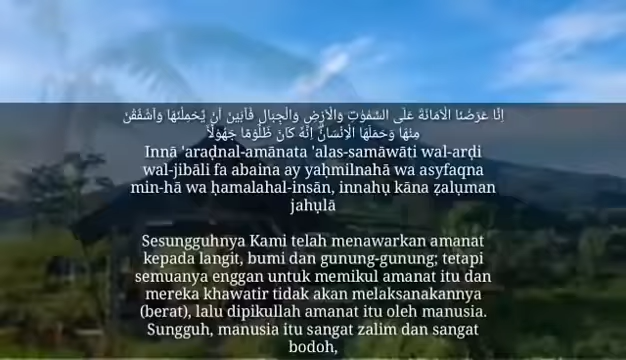 اِنَّا عَرَضْنَا الْاَمَانَةَ عَلَى السَّمٰوٰتِ وَالْاَرْضِ وَالْجِبَالِ فَاَبَيْنَ اَنْ يَّحْمِلْنَهَا وَاَشْفَقْنَ
مِنْهَا وَحَمَلَهَا الْاِنْسَانُۗ اِنَّهٗ كَانَ ظَلُوْمًا جَهُوْلًاۙ
Innā 'araḍnal-amānata 'alas-samāwāti wal-arḍi
wal-jibāli fa abaina ay yaḥmilnahā wa asyfaqna
min-hā wa ḥamalahal-insān, innahụ kāna ẓalụman
jahụlā
Sesungguhnya Kami telah menawarkan amanat
kepada langit, bumi dan gunung-gunung; tetapi
semuanya enggan untuk memikul amanat itu dan
mereka khawatir tidak akan melaksanakannya
(berat), lalu dipikullah amanat itu oleh manusia.
Sungguh, manusia itu sangat zalim dan sangat
bodoh,